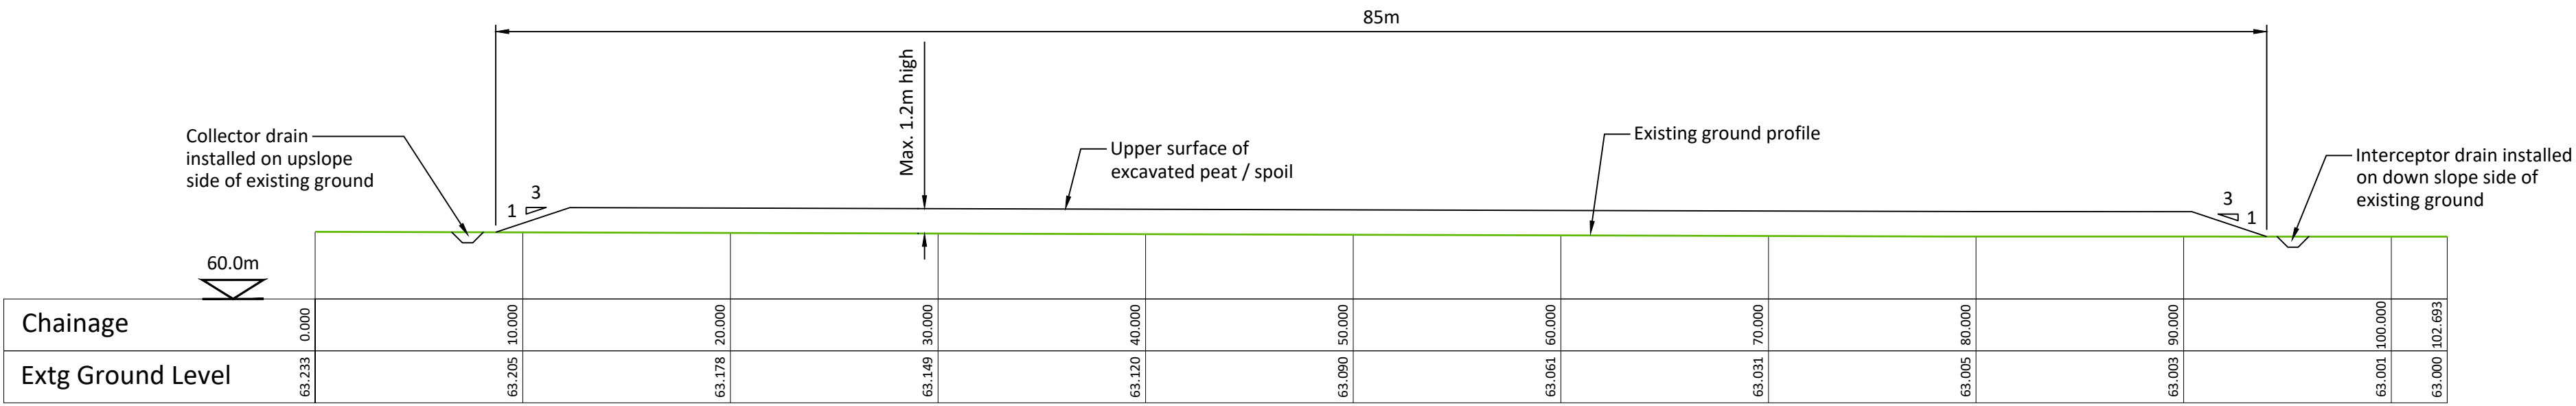 85m
Max. 1.2m high
Collector drain
installed on upslope
side of existing ground
Upper surface of
excavated peat / spoil
Existing ground profile
Interceptor drain installed
on down slope side of
existing ground
3
1
3
1
60.0m
Chainage 0.000 10.000 20.000 30.000 40.000 50.000 60.000 70.000 80.000 90.000 100.000 102.693
Extg Ground Level 63.233 63.205 63.178 63.149 63.120 63.090 63.061 63.031 63.005 63.003 63.001 63.000